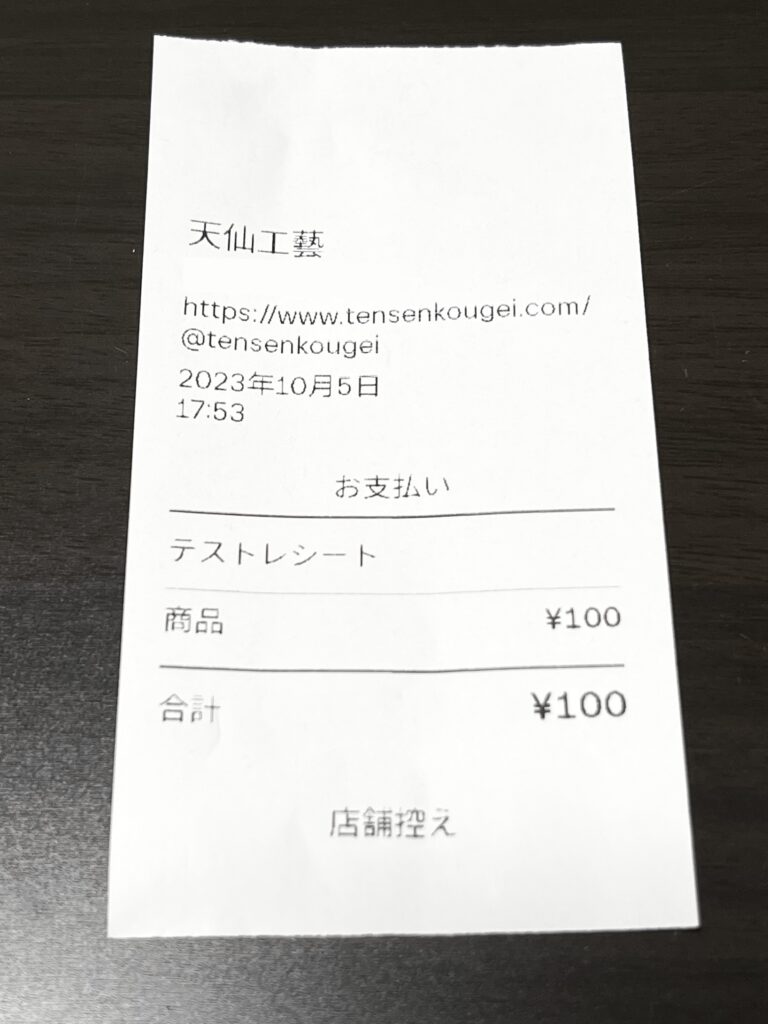 天仙工藝
https://www.tensenkougei.com/
@tensenkougei
2023年10月5日
17:53
お支払い
テストレシート
商品 ¥100
合計 ¥100
店舗控え